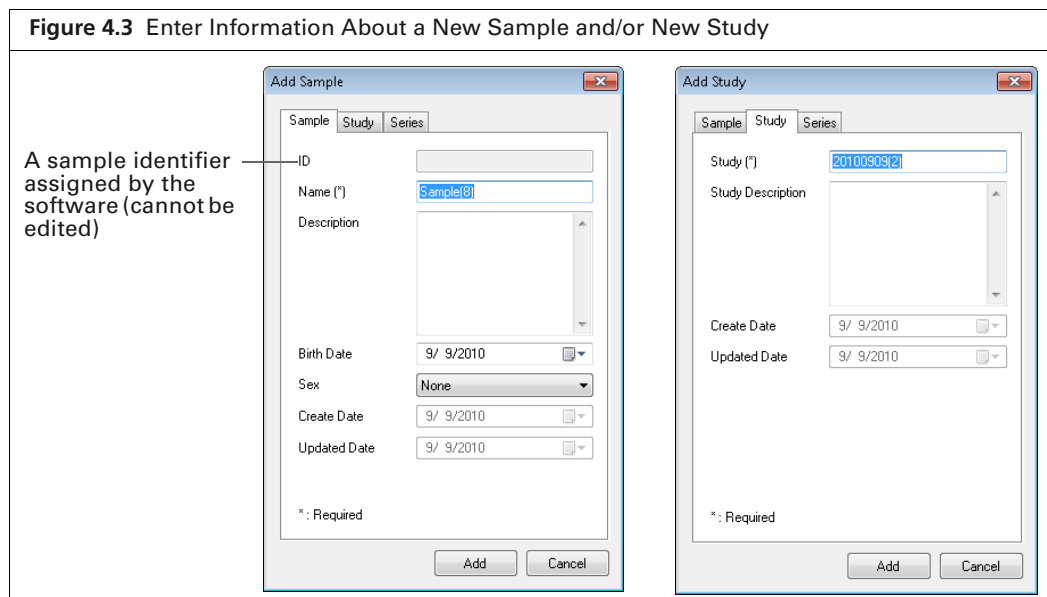 Figure 4.3 Enter Information About a New Sample and/or New Study
A sample identifier
assigned by the
software (cannot be
edited)
Add Sample
Sample Study Series
ID
Name (*) Sample(8)
Description
Birth Date 9/ 9/2010
Sex None
Create Date 9/ 9/2010
Updated Date 9/ 9/2010
* : Required
Add Cancel
Add Study
Sample Study Series
Study (*) 20100909(2)
Study Description
Create Date 9/ 9/2010
Updated Date 9/ 9/2010
* : Required
Add Cancel